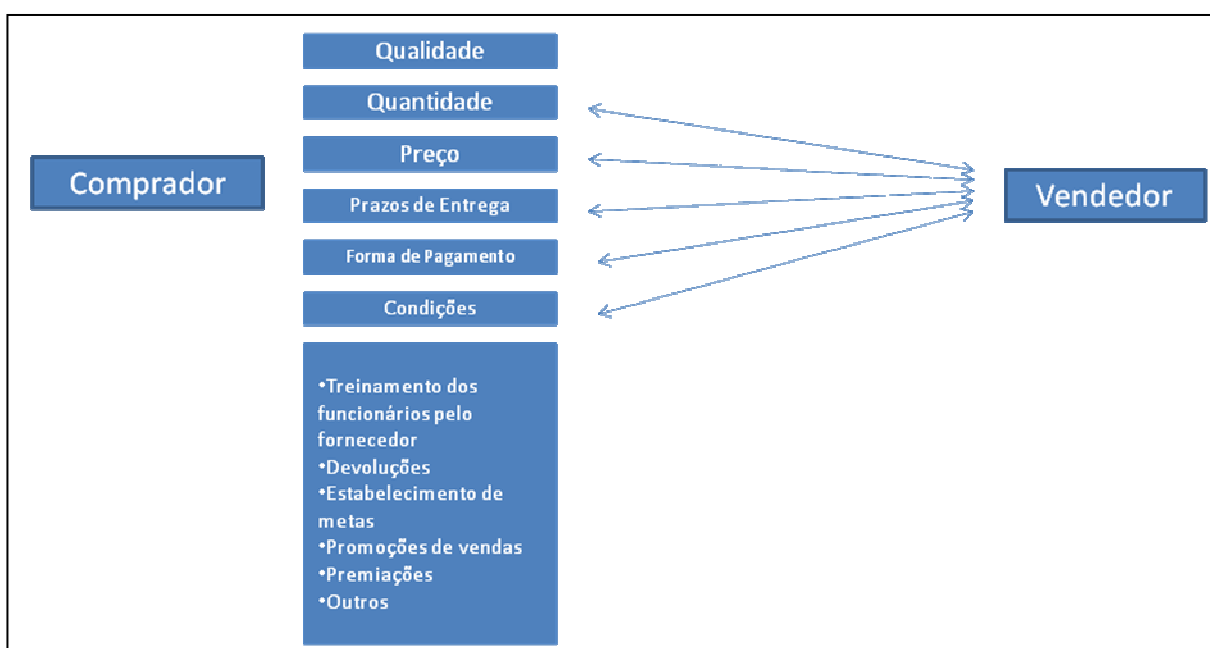 Qualidade
Quantidade
Preço
Comprador
Prazos de Entrega
Vendedor
Forma de Pagamento
Condições
•Treinamento dos
funcionários pelo
fornecedor
•Devoluções
•Estabelecimento de
metas
•Promoções de vendas
•Premiações
•Outros